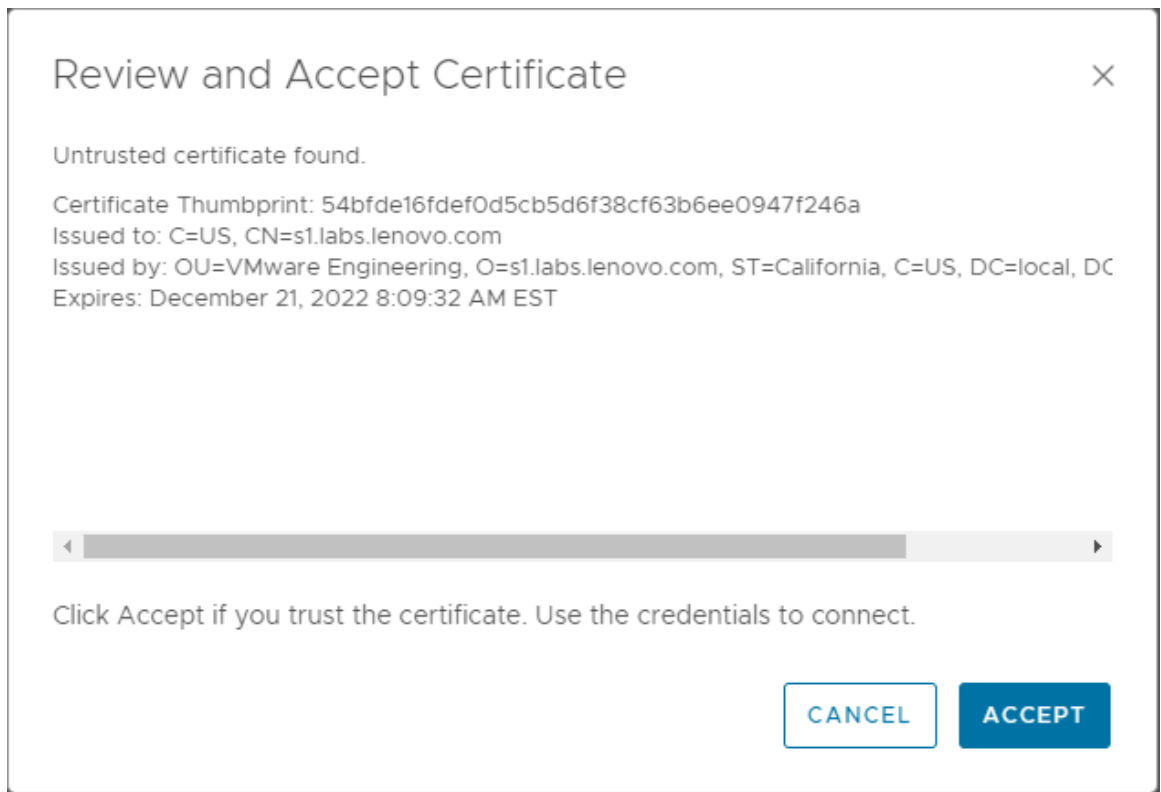 Review and Accept Certificate
Untrusted certificate found.
Certificate Thumbprint: 54bfde16fdef0d5cb5d6f38cf63b6ee0947f246a
Issued to: C=US, CN=s1.labs.lenovo.com
Issued by: OU=VMware Engineering, O=s1.labs.lenovo.com, ST=California, C=US, DC=local, DC
Expires: December 21, 2022 8:09:32 AM EST
Click Accept if you trust the certificate. Use the credentials to connect.
CANCEL ACCEPT